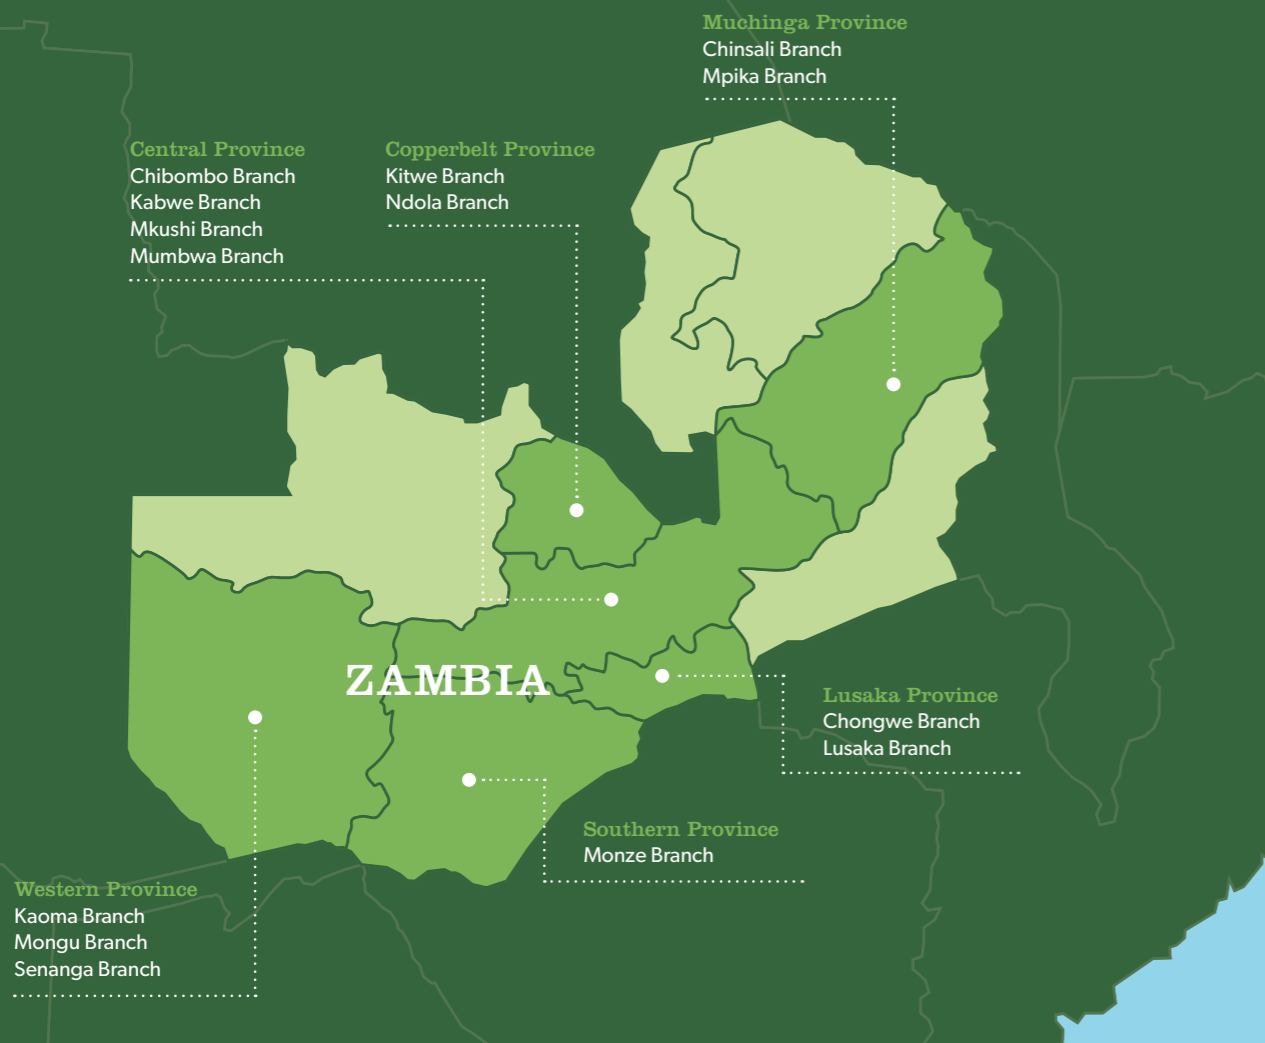 Muchinga Province
Chinsali Branch
Mpika Branch
Central Province
Chibombo Branch
Kabwe Branch
Mkushi Branch
Mumbwa Branch
Copperbelt Province
Kitwe Branch
Ndola Branch
ZAMBIA
Lusaka Province
Chongwe Branch
Lusaka Branch
Southern Province
Monze Branch
Western Province
Kaoma Branch
Mongu Branch
Senanga Branch